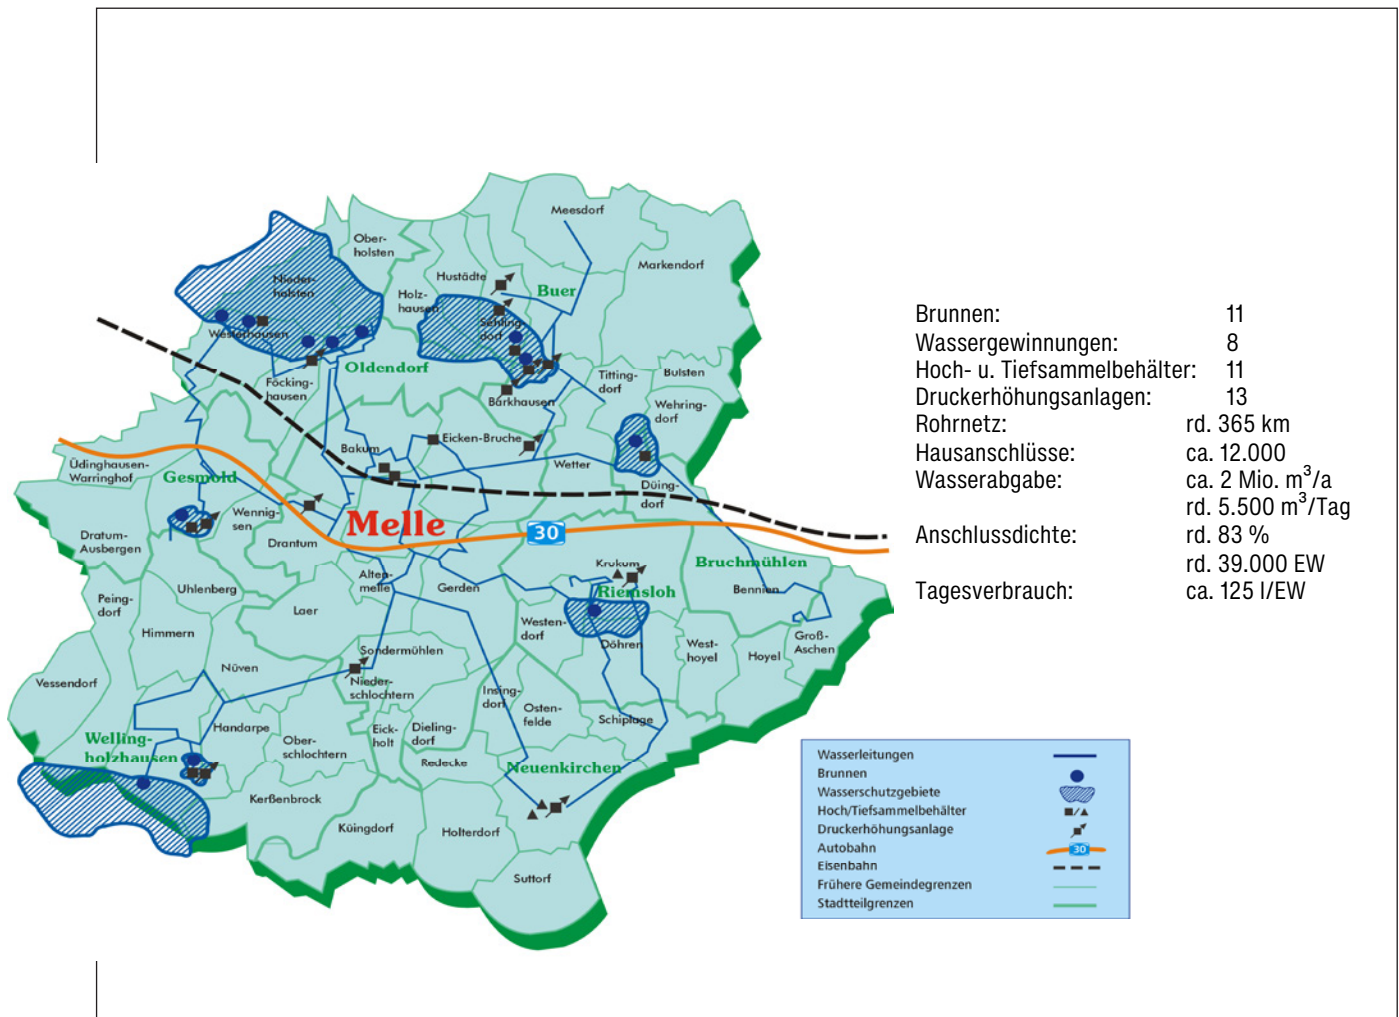 Meesdorf
Ober-
holsten
Markendorf
Hustädte
Nieder-
holsten
Holz-
hausen
Buer
Sehling-
dorf
Westerhausen
Oldendorf
Föcking-
hausen
Barkhausen
Titting-
dorf
Bulsten
Wehring-
dorf
Eicken-Bruche
Bakum
Wetter
Üdinghausen-
Warringhof
Gesmold
Düing-
dorf
Wennig-
sen
Melle
30
Dratum-
Ausbergen
Drantum
Krukum
Bruchmühlen
Alten-
melle
Gerden
Riemsloh
Bennien
Uhlenberg
Peing-
dorf
Laer
Westen-
dorf
Himmern
Döhren
West-
hoyel
Groß-
Aschen
Hoyel
Sondermühlen
Nüven
Vessendorf
Nieder-
schlochtern
Insing-
dorf
Osten-
felde
Schiplage
Handarpe
Eick-
holt
Dieling-
dorf
Welling-
holzhausen
Ober-
schlochtern
Redecke
Neuenkirchen
Kerßenbrock
Küingdorf
Holterdorf
Suttorf
Brunnen: 11
Wassergewinnungen: 8
Hoch- u. Tiefsammelbehälter: 11
Druckerhöhungsanlagen: 13
Rohrnetz: rd. 365 km
Hausanschlüsse: ca. 12.000
Wasserabgabe: ca. 2 Mio. m³/a
rd. 5.500 m³/Tag
Anschlussdichte: rd. 83 %
rd. 39.000 EW
Tagesverbrauch: ca. 125 l/EW
Wasserleitungen
Brunnen
Wasserschutzgebiete
Hoch/Tiefsammelbehälter
Druckerhöhungsanlage
Autobahn 30
Eisenbahn
Frühere Gemeindegrenzen
Stadtteilgrenzen